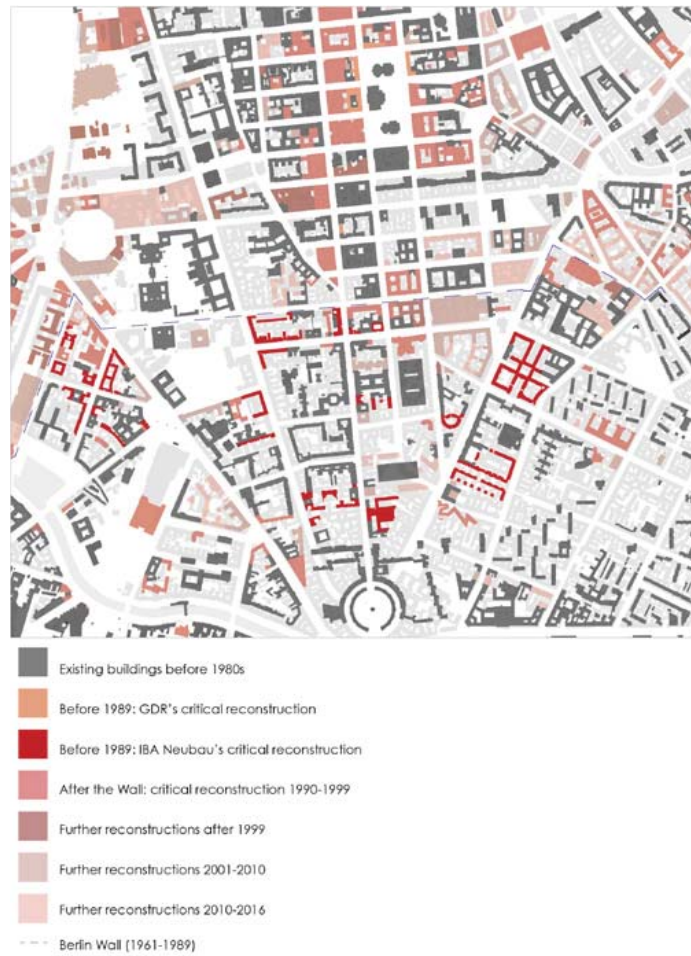 Existing buildings before 1980s
Before 1989: GDR's critical reconstruction
Before 1989: IBA Neubau's critical reconstruction
After the Wall: critical reconstruction 1990-1999
Further reconstructions after 1999
Further reconstructions 2001-2010
Further reconstructions 2010-2016
Berlin Wall (1961-1989)